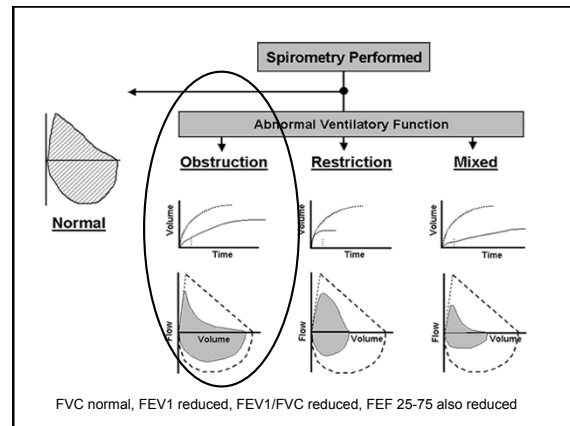 Spirometry Performed
Abnormal Ventilatory Function
Obstruction Restriction Mixed
Normal
Volume Volume Volume
Time Time Time
Flow Flow Flow
Volume Volume Volume
FVC normal, FEV1 reduced, FEV1/FVC reduced, FEF 25-75 also reduced